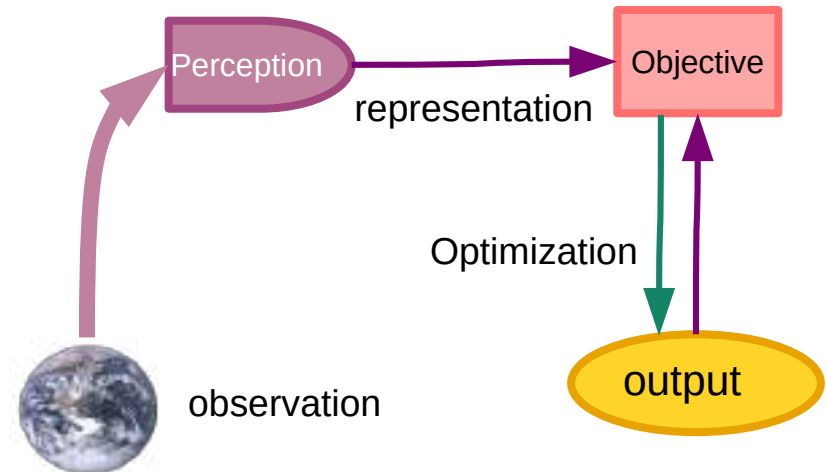 Perception
Objective
representation
Optimization
output
observation